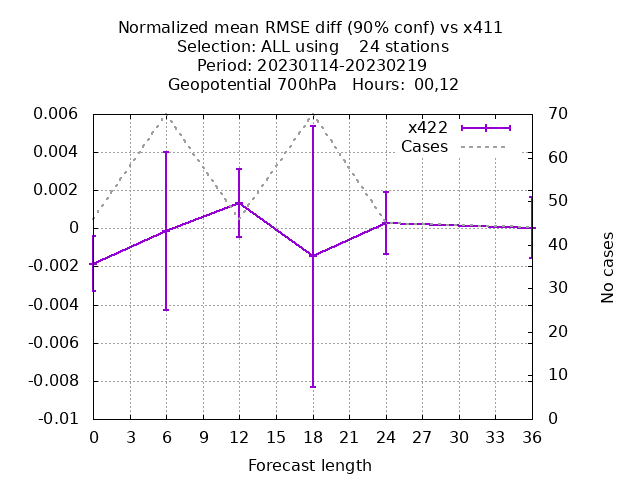 Normalized mean RMSE diff (90% conf) vs x411
Selection: ALL using    24 stations
Period: 20230114-20230219
Geopotential 700hPa   Hours:  00,12
0.006
0.004
0.002
0
-0.002
-0.004
-0.006
-0.008
-0.01
70
60
50
40
30
20
10
0
x422
Cases
No cases
0 3 6 9 12 15 18 21 24 27 30 33 36
Forecast length